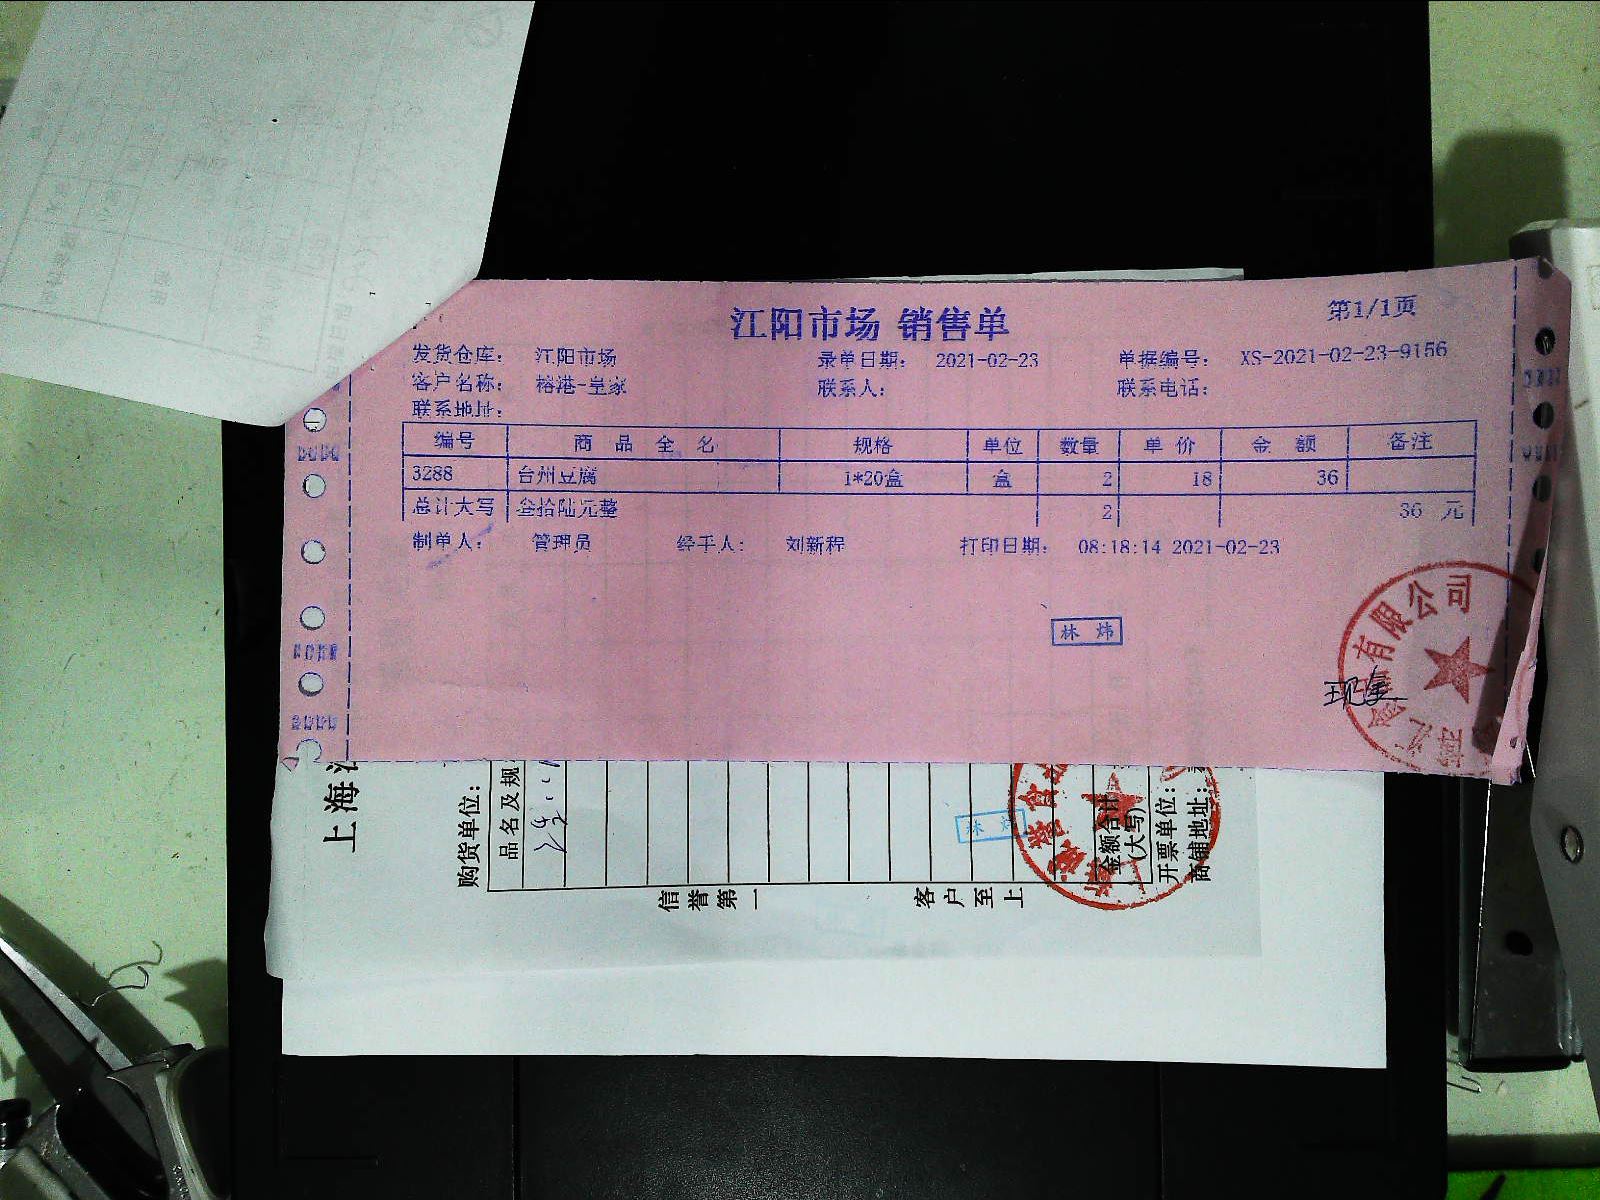 江阳市场 销售单
第1/1页
发货仓库： 江阳市场 录单日期： 2021-02-23 单据编号： XS-2021-02-23-9156
客户名称： 榕港-皇家 联系人： 联系电话：
联系地址：
编号 商品全名 规格 单位 数量 单价 金额 备注
3288 台州豆腐 1*20盒 盒 2 18 36
总计大写 叁拾陆元整 2 36 元
制单人： 管理员 经手人： 刘新程 打印日期： 08:18:14 2021-02-23
林 炜
有限公司
现金
上海
购货单位：
品名及规
信誉第一
客户至上
金额合计
(大写)
开票单位：
商铺地址：